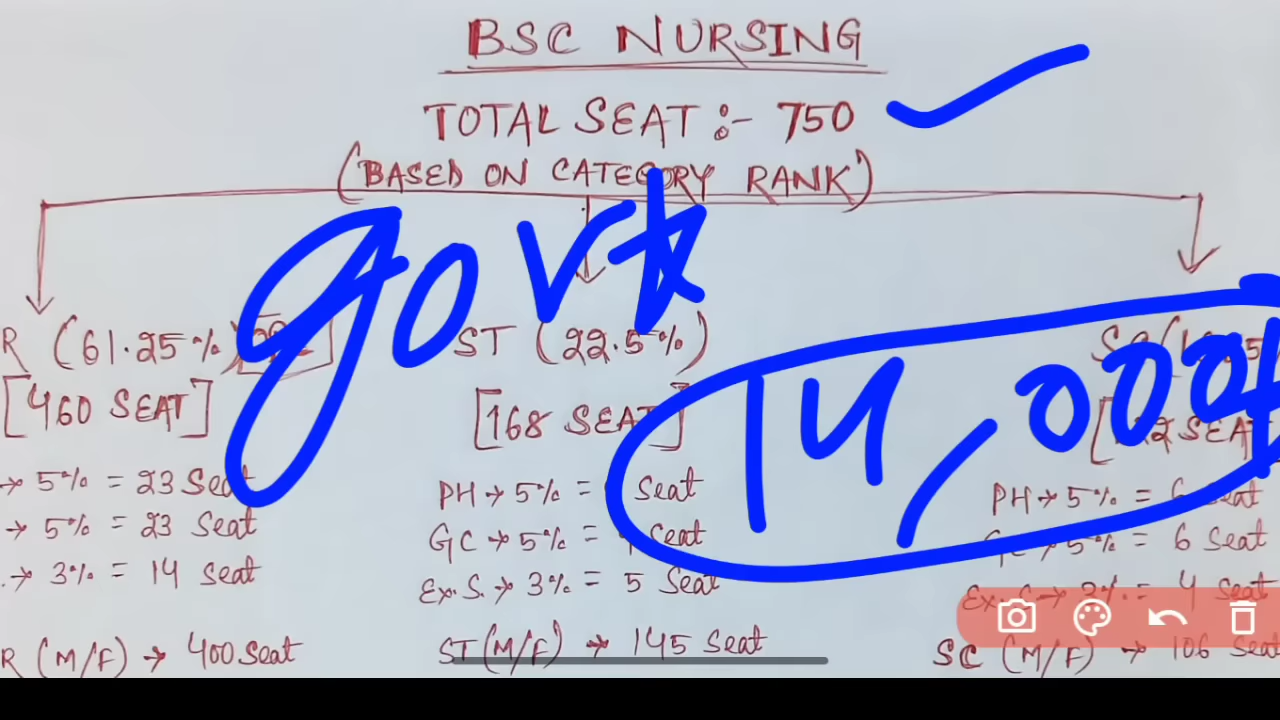 BSC NURSING
TOTAL SEAT :- 750
(BASED ON CATEGORY RANK)
govt
R (61.25%)
ST (22.5%)
14,000
[460 SEAT]
[168 SEAT]
SEAT
→ 5% = 23 Seat
PH → 5% = Seat
PH → 5% = 6
→ 5% = 23 Seat
GC → 5% = Seat
GC → 5% = 6 Seat
→ 3% = 14 Seat
Ex.S. → 3% = 5 Seat
Ex.S. → 3% = 4 Seat
R (M/F) → 400 Seat
ST (M/F) → 145 Seat
SC (M/F) → 106 Seat